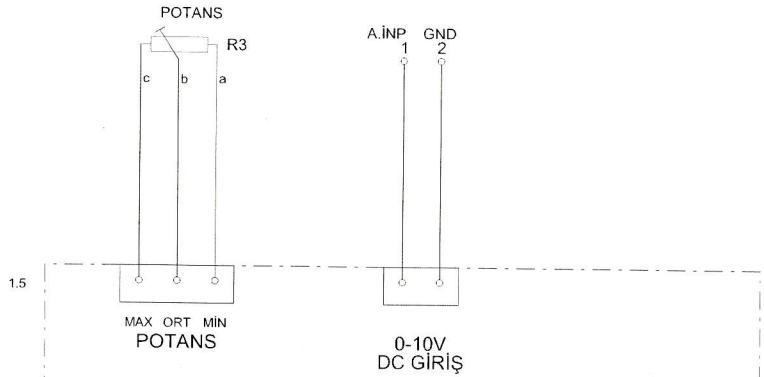 POTANS
R3
c b a
A.İNP GND
1 2
1.5
MAX ORT MİN
POTANS
0-10V
DC GİRİŞ